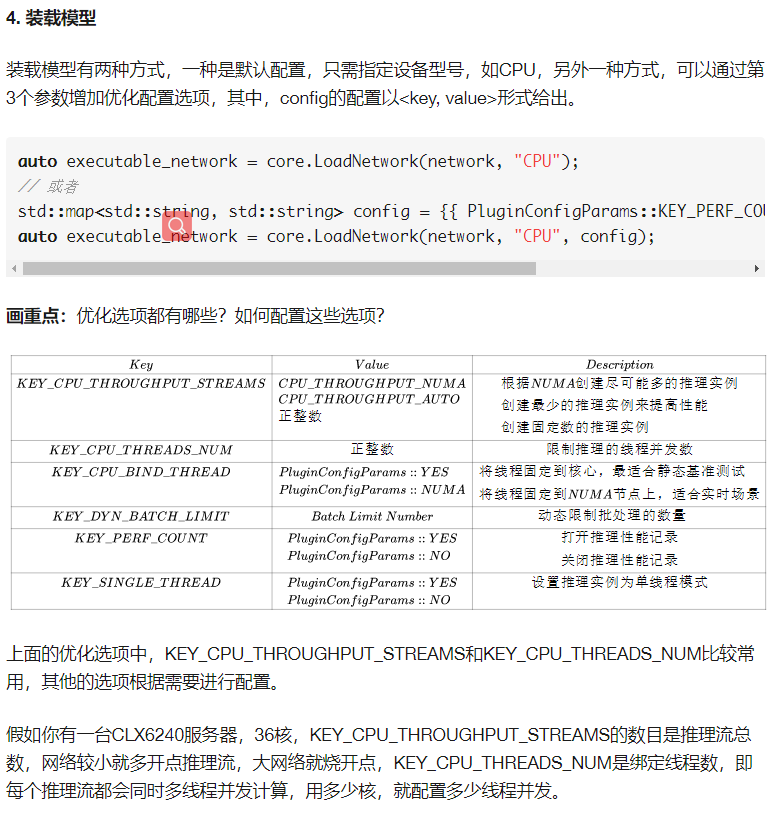 4. 装载模型
装载模型有两种方式，一种是默认配置，只需指定设备型号，如CPU，另外一种方式，可以通过第
3个参数增加优化配置选项，其中，config的配置以<key, value>形式给出。
auto executable_network = core.LoadNetwork(network, "CPU");
// 或者
std::map<std::string, std::string> config = {{ PluginConfigParams::KEY_PERF_COU
auto executable_network = core.LoadNetwork(network, "CPU", config);
画重点：优化选项都有哪些？如何配置这些选项？
Key Value Description
KEY_CPU_THROUGHPUT_STREAMS CPU_THROUGHPUT_NUMA 根据NUMA创建尽可能多的推理实例
CPU_THROUGHPUT_AUTO 创建最少的推理实例来提高性能
正整数 创建固定数的推理实例
KEY_CPU_THREADS_NUM 正整数 限制推理的线程并发数
KEY_CPU_BIND_THREAD PluginConfigParams::YES 将线程固定到核心，最适合静态基准测试
PluginConfigParams::NUMA 将线程固定到NUMA节点上，适合实时场景
KEY_DYN_BATCH_LIMIT Batch Limit Number 动态限制批处理的数量
KEY_PERF_COUNT PluginConfigParams::YES 打开推理性能记录
PluginConfigParams::NO 关闭推理性能记录
KEY_SINGLE_THREAD PluginConfigParams::YES 设置推理实例为单线程模式
PluginConfigParams::NO
上面的优化选项中，KEY_CPU_THROUGHPUT_STREAMS和KEY_CPU_THREADS_NUM比较常
用，其他的选项根据需要进行配置。
假如你有一台CLX6240服务器，36核，KEY_CPU_THROUGHPUT_STREAMS的数目是推理流总
数，网络较小就多开点推理流，大网络就烧开点，KEY_CPU_THREADS_NUM是绑定线程数，即
每个推理流都会同时多线程并发计算，用多少核，就配置多少线程并发。